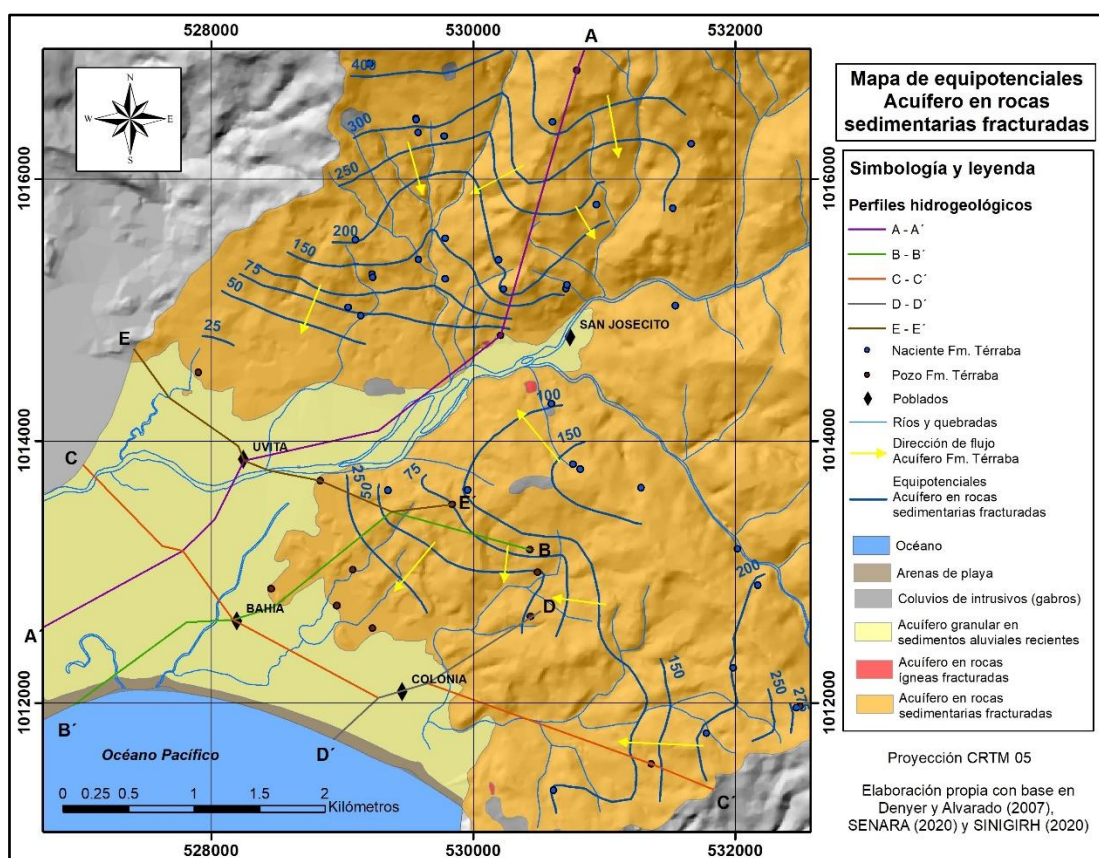 528000
530000
532000
1016000
1014000
1012000
1016000
1014000
1012000
N
W
E
S
A
400
300
250
200
150
75
50
25
E
SAN JOSECITO
100
150
UVITA
C
25
50
75
E´
B
200
D
BAHIA
A´
COLONIA
150
250
275
B´
D´
C´
Océano Pacífico
0 0.25 0.5 1 1.5 2
Kilómetros
528000
530000
532000
Mapa de equipotenciales
Acuífero en rocas
sedimentarias fracturadas
Simbología y leyenda
Perfiles hidrogeológicos
A - A´
B - B´
C - C´
D - D´
E - E´
Naciente Fm. Térraba
Pozo Fm. Térraba
Poblados
Ríos y quebradas
Dirección de flujo
Acuífero Fm. Térraba
Equipotenciales
Acuífero en rocas
sedimentarias fracturadas
Océano
Arenas de playa
Coluvios de intrusivos (gabros)
Acuífero granular en
sedimentos aluviales recientes
Acuífero en rocas
ígneas fracturadas
Acuífero en rocas
sedimentarias fracturadas
Proyección CRTM 05
Elaboración propia con base en
Denyer y Alvarado (2007),
SENARA (2020) y SINIGIRH (2020)